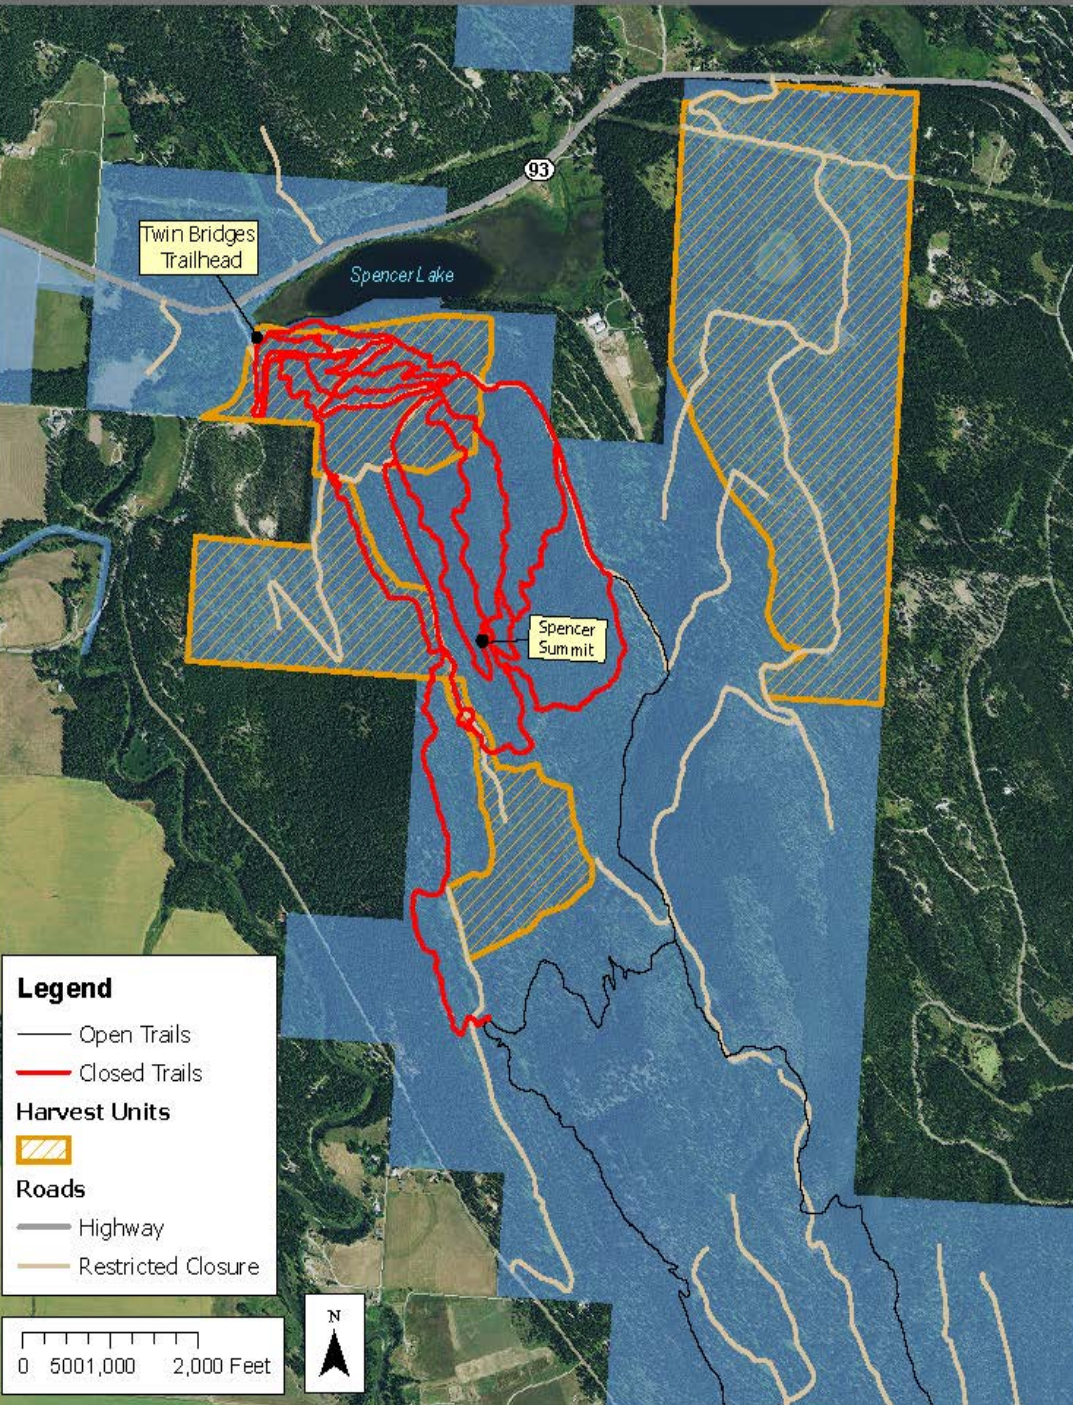 93
Twin Bridges
Trailhead
Spencer Lake
Spencer
Summit
Legend
Open Trails
Closed Trails
Harvest Units
Roads
Highway
Restricted Closure
N
0 5001,000 2,000 Feet